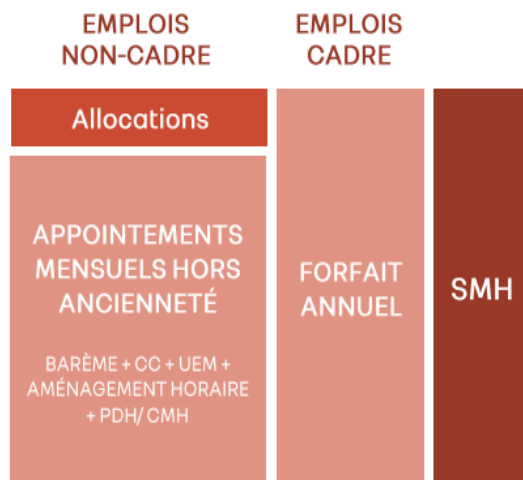 EMPLOIS
NON-CADRE
EMPLOIS
CADRE
Allocations
APPOINTEMENTS
MENSUELS HORS
ANCIENNETÉ
BARÈME + CC + UEM +
AMÉNAGEMENT HORAIRE
+ PDH/ CMH
FORFAIT
ANNUEL
SMH